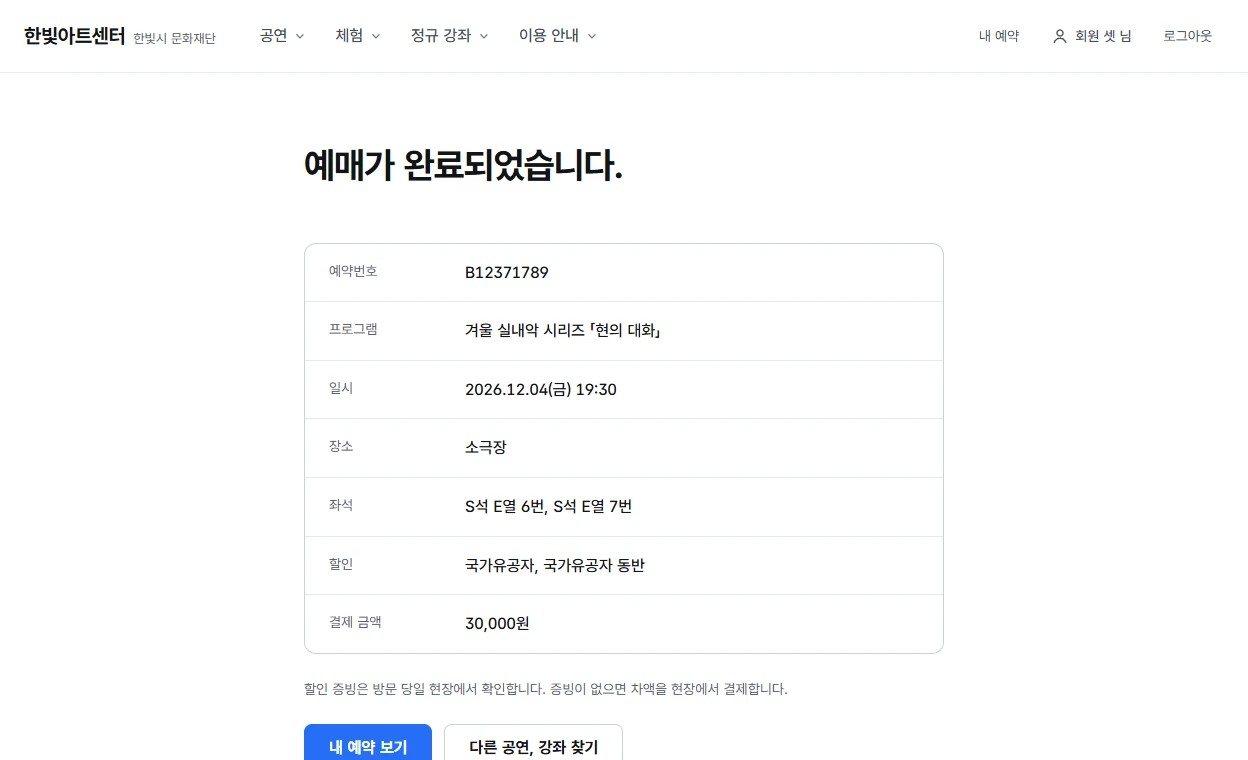 한빛아트센터 한빛시 문화재단 공연 체험 정규 강좌 이용 안내 내 예약 회원 셋 님 로그아웃
예매가 완료되었습니다.
예약번호 B12371789
프로그램 겨울 실내악 시리즈 「현의 대화」
일시 2026.12.04(금) 19:30
장소 소극장
좌석 S석 E열 6번, S석 E열 7번
할인 국가유공자, 국가유공자 동반
결제 금액 30,000원
할인 증빙은 방문 당일 현장에서 확인합니다. 증빙이 없으면 차액을 현장에서 결제합니다.
내 예약 보기 다른 공연, 강좌 찾기